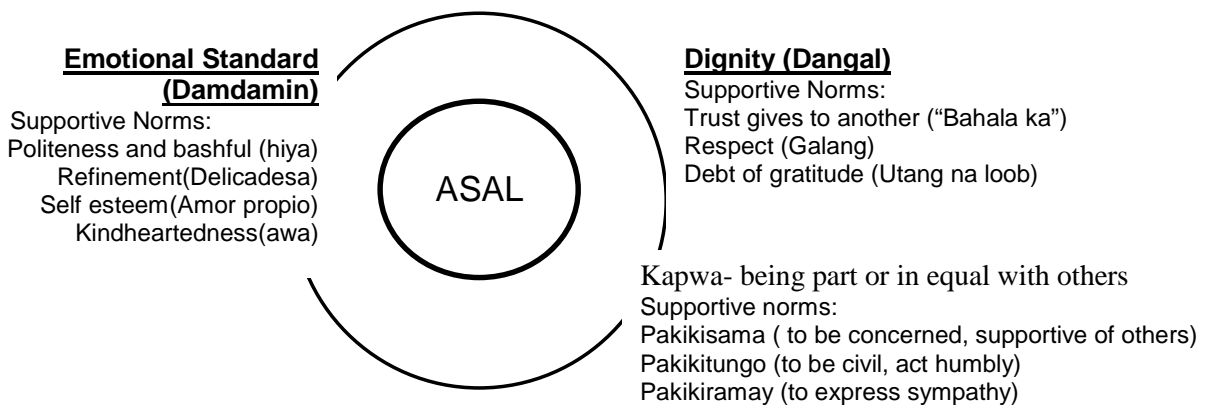 Emotional Standard
(Damdamin)
Supportive Norms:
Politeness and bashful (hiya)
Refinement(Delicadesa)
Self esteem(Amor propio)
Kindheartedness(awa)
ASAL
Dignity (Dangal)
Supportive Norms:
Trust gives to another (“Bahala ka”)
Respect (Galang)
Debt of gratitude (Utang na loob)
Kapwa- being part or in equal with others
Supportive norms:
Pakikisama ( to be concerned, supportive of others)
Pakikitungo (to be civil, act humbly)
Pakikiramay (to express sympathy)